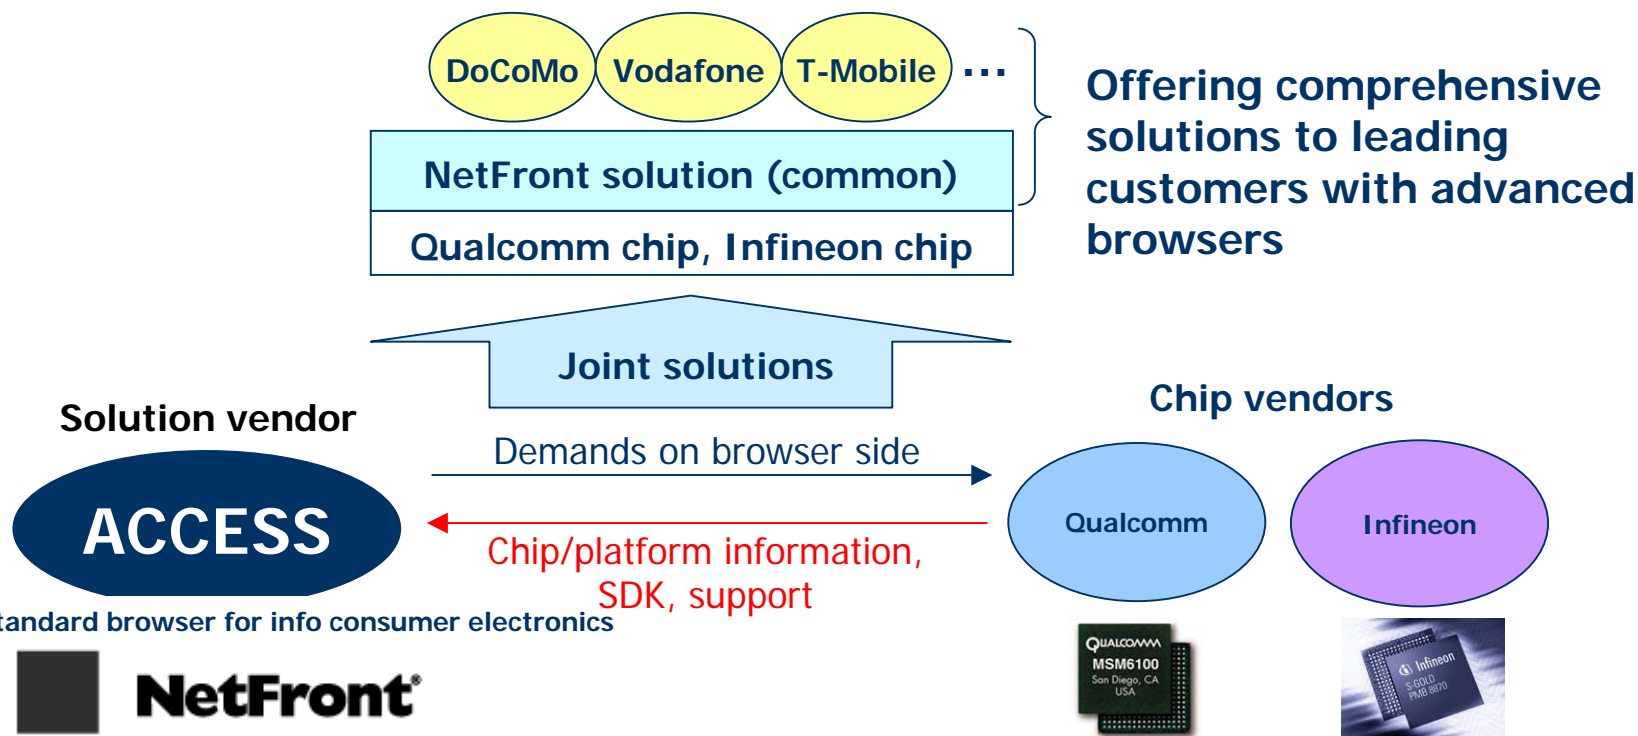 DoCoMo Vodafone T-Mobile ...
Offering comprehensive
solutions to leading
customers with advanced
browsers
NetFront solution (common)
Qualcomm chip, Infineon chip
Joint solutions
Solution vendor
Chip vendors
Demands on browser side
ACCESS
Qualcomm
Infineon
Chip/platform information,
SDK, support
tandard browser for info consumer electronics
NetFront®
QUALCOMM
MSM6100
San Diego, CA
USA
Infineon
S-GOLD
PMB 8870